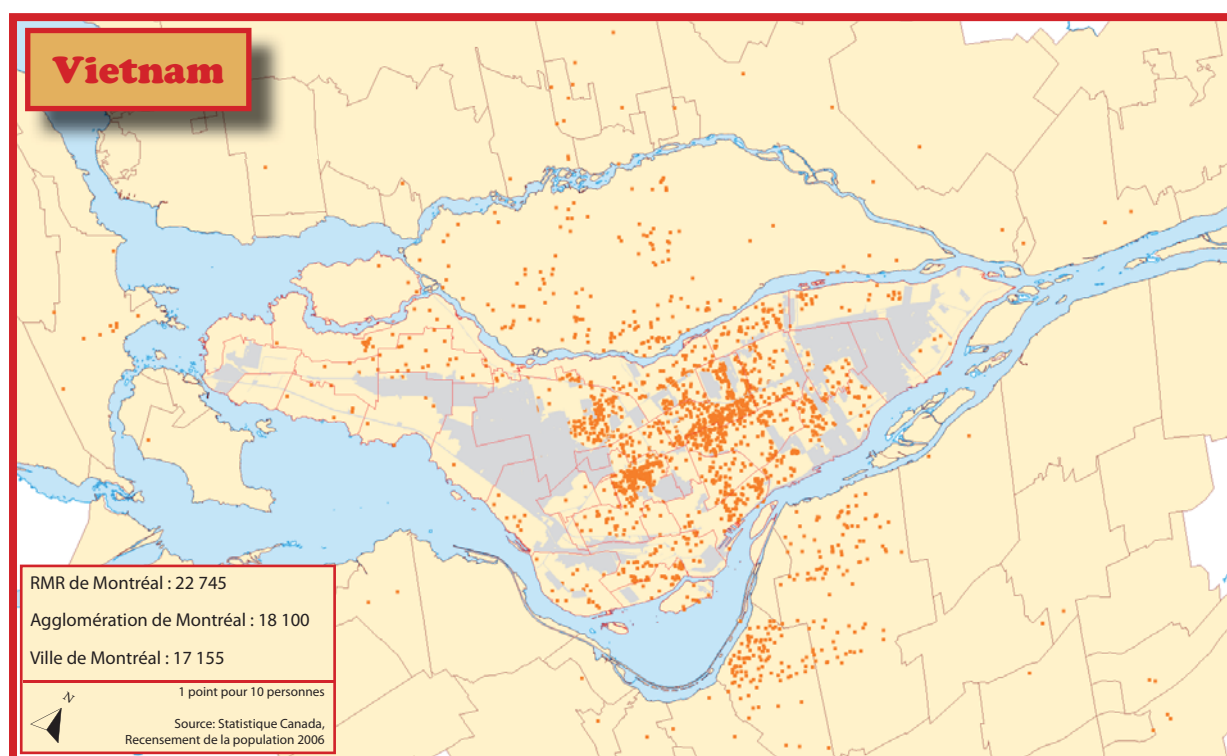 Vietnam
RMR de Montréal : 22 745
Agglomération de Montréal : 18 100
Ville de Montréal : 17 155
N
1 point pour 10 personnes
Source: Statistique Canada,
Recensement de la population 2006